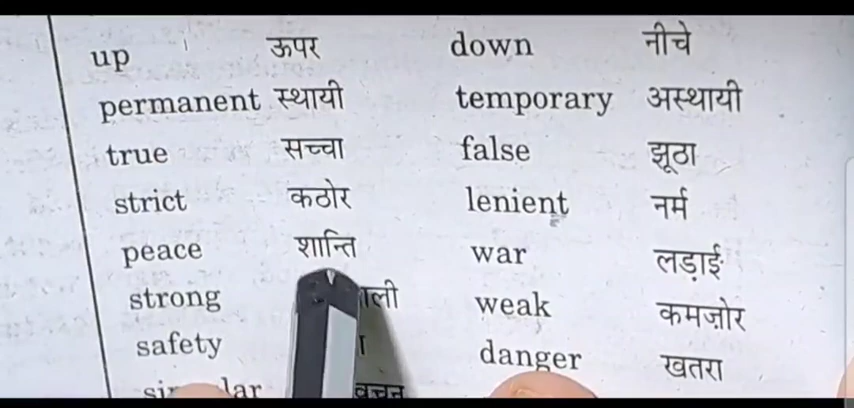 up ऊपर down नीचे
permanent स्थायी temporary अस्थायी
true सच्चा false झूठा
strict कठोर lenient नर्म
peace शान्ति war लड़ाई
strong weak कमज़ोर
safety danger खतरा